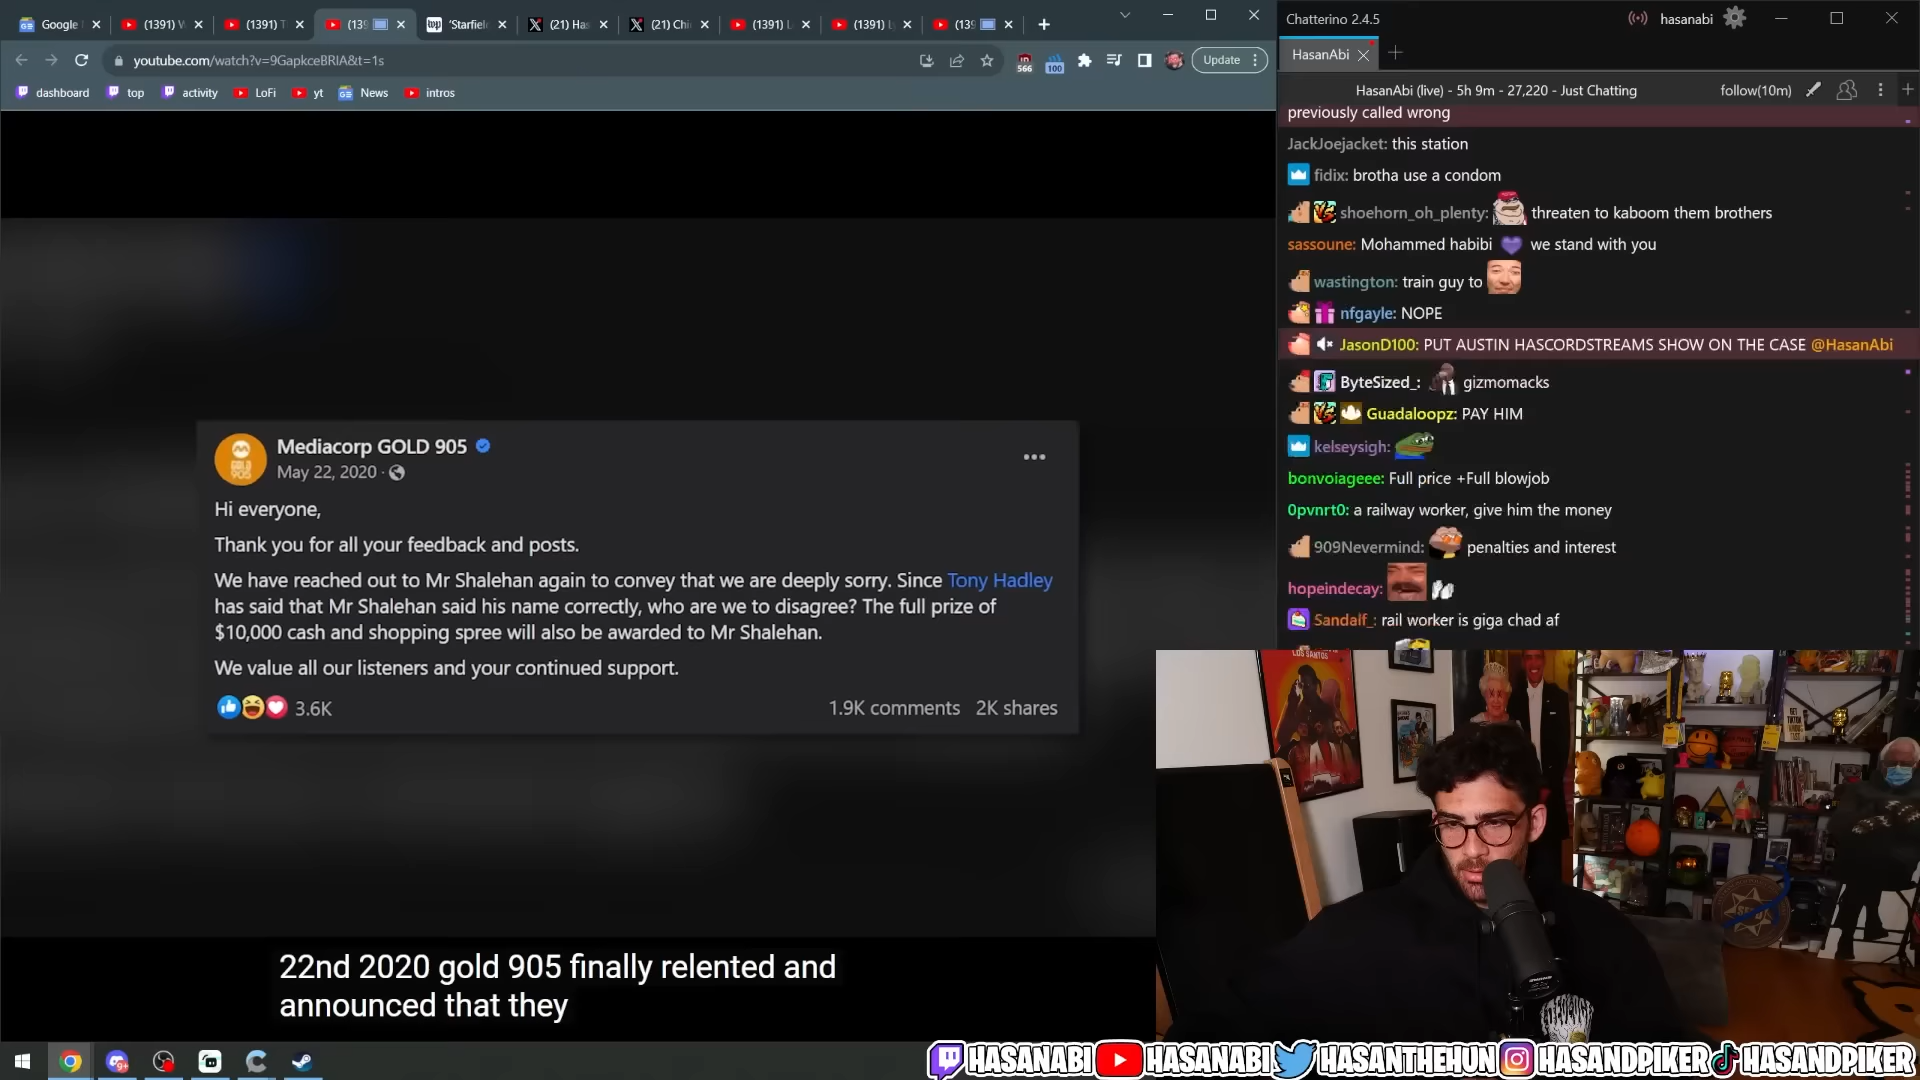 Google
(1391) V
(1391) T
(139
'Starfiel
(21) Ha
(21) Chi
(1391) L
(1391) L
(139
youtube.com/watch?v=9GapkceBRIA&t=1s
566
100
Update
dashboard
top
activity
LoFi
yt
News
intros
Mediacorp GOLD 905
May 22, 2020 ·
Hi everyone,
Thank you for all your feedback and posts.
We have reached out to Mr Shalehan again to convey that we are deeply sorry. Since Tony Hadley
has said that Mr Shalehan said his name correctly, who are we to disagree? The full prize of
$10,000 cash and shopping spree will also be awarded to Mr Shalehan.
We value all our listeners and your continued support.
3.6K
1.9K comments 2K shares
22nd 2020 gold 905 finally relented and
announced that they
Chatterino 2.4.5
hasanabi
HasanAbi
HasanAbi (live) - 5h 9m - 27,220 - Just Chatting
follow(10m)
previously called wrong
JackJoejacket: this station
fidix: brotha use a condom
shoehorn_oh_plenty: threaten to kaboom them brothers
sassoune: Mohammed habibi we stand with you
wastington: train guy to
nfgayle: NOPE
JasonD100: PUT AUSTIN HASCORDSTREAMS SHOW ON THE CASE @HasanAbi
ByteSized_: gizmomacks
Guadaloopz: PAY HIM
kelseysigh:
bonvoiageee: Full price +Full blowjob
0pvnrt0: a railway worker, give him the money
909Nevermind: penalties and interest
hopeindecay:
Sandalf_: rail worker is giga chad af
LOS SANTOS
HASANABI
HASANABI
HASANTHEHUN
HASANDPIKER
HASANDPIKER